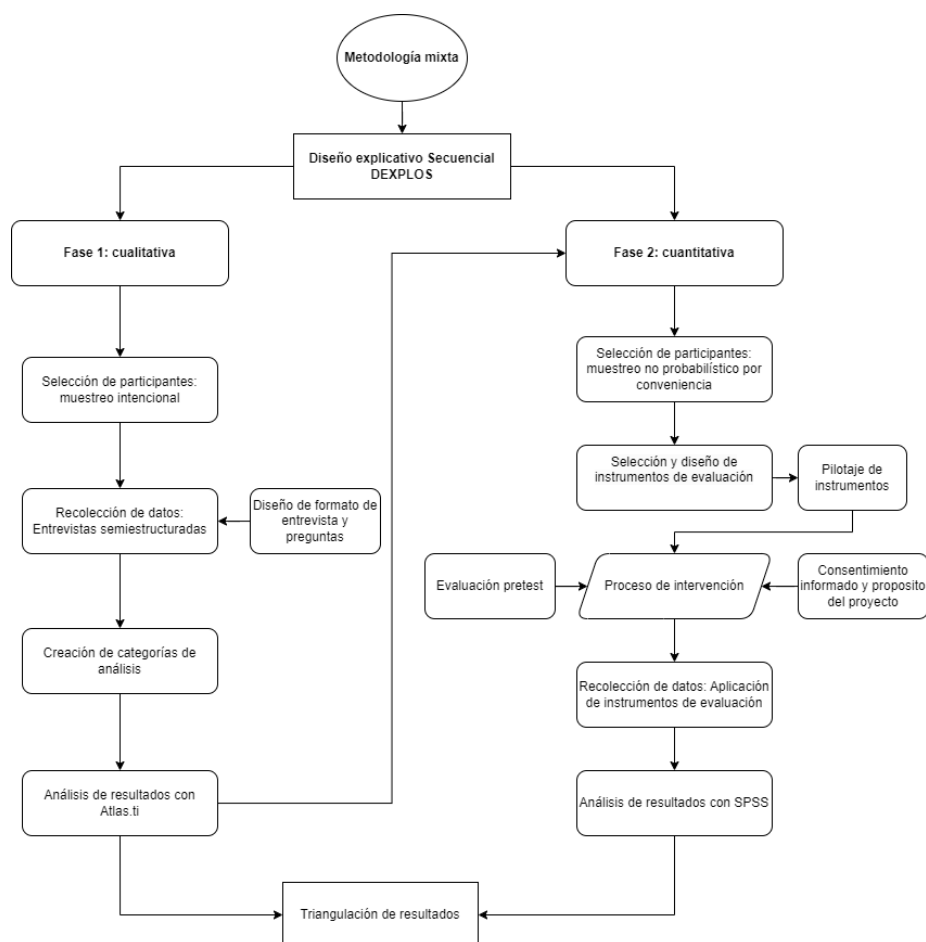 Metodología mixta
Diseño explicativo Secuencial
DEXPLOS
Fase 1: cualitativa
Fase 2: cuantitativa
Selección de participantes:
muestreo intencional
Selección de participantes:
muestreo no probabilístico por
conveniencia
Selección y diseño de
instrumentos de evaluación
Pilotaje de
instrumentos
Recolección de datos:
Entrevistas semiestructuradas
Diseño de formato de
entrevista y
preguntas
Evaluación pretest
Proceso de intervención
Consentimiento
informado y proposito
del proyecto
Creación de categorías de
análisis
Recolección de datos: Aplicación
de instrumentos de evaluación
Análisis de resultados con
Atlas.ti
Análisis de resultados con SPSS
Triangulación de resultados